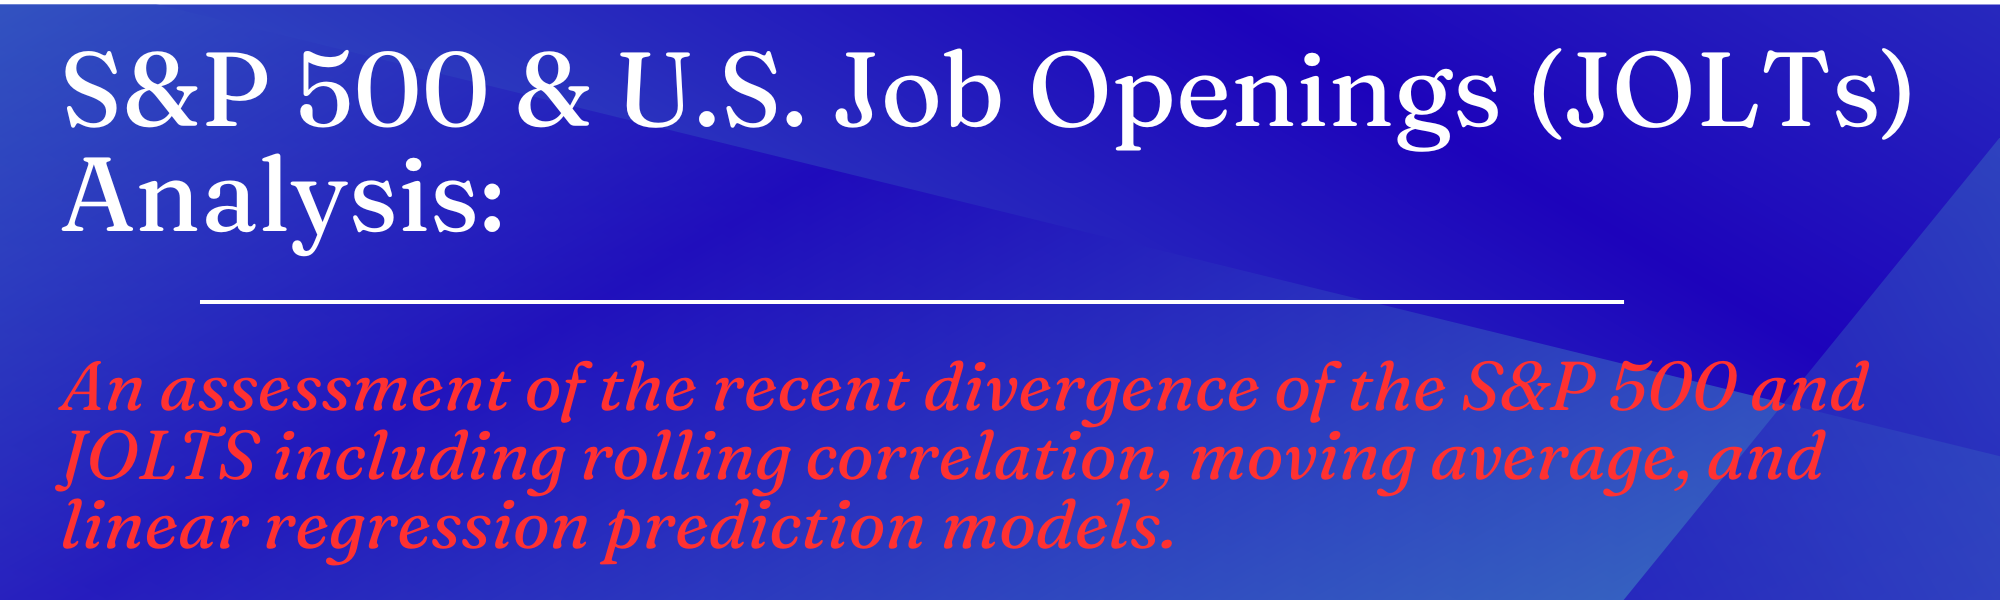 S&P 500 & U.S. Job Openings (JOLTs)
Analysis:
An assessment of the recent divergence of the S&P 500 and
JOLTS including rolling correlation, moving average, and
linear regression prediction models.